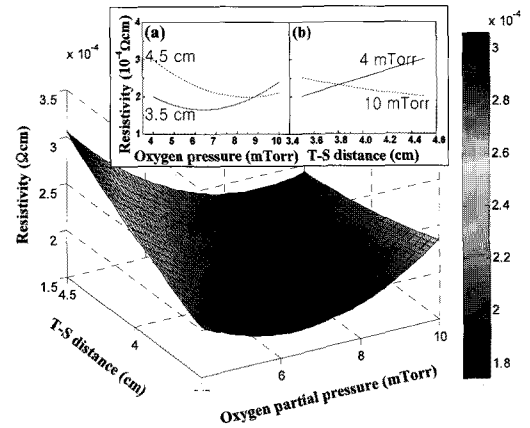 x 10⁻⁴
x 10⁻⁴
(a)
(b)
4.5 cm
3.5 cm
4 mTorr
10 mTorr
Resistivity (10⁻⁴Ωcm)
4
3
2
1
4 5 6 7 8 9 10
3.4 3.6 3.8 4.0 4.2 4.4 4.6
Oxygen pressure (mTorr)
T-S distance (cm)
Resistivity (Ωcm)
3.5
3
2.5
2
1.5
4.5
4
T-S distance (cm)
6
8
10
Oxygen partial pressure (mTorr)
3
2.8
2.6
2.4
2.2
2
1.8